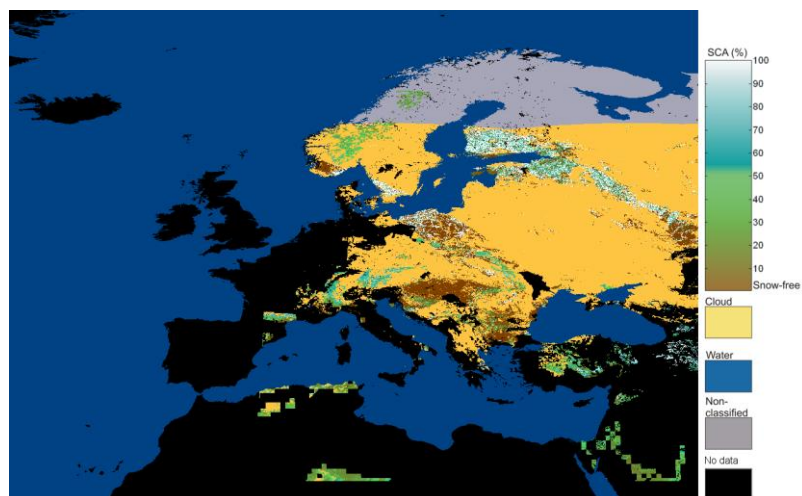 SCA (%)
100
90
80
70
60
50
40
30
20
10
Snow-free
Cloud
Water
Non-
classified
No data